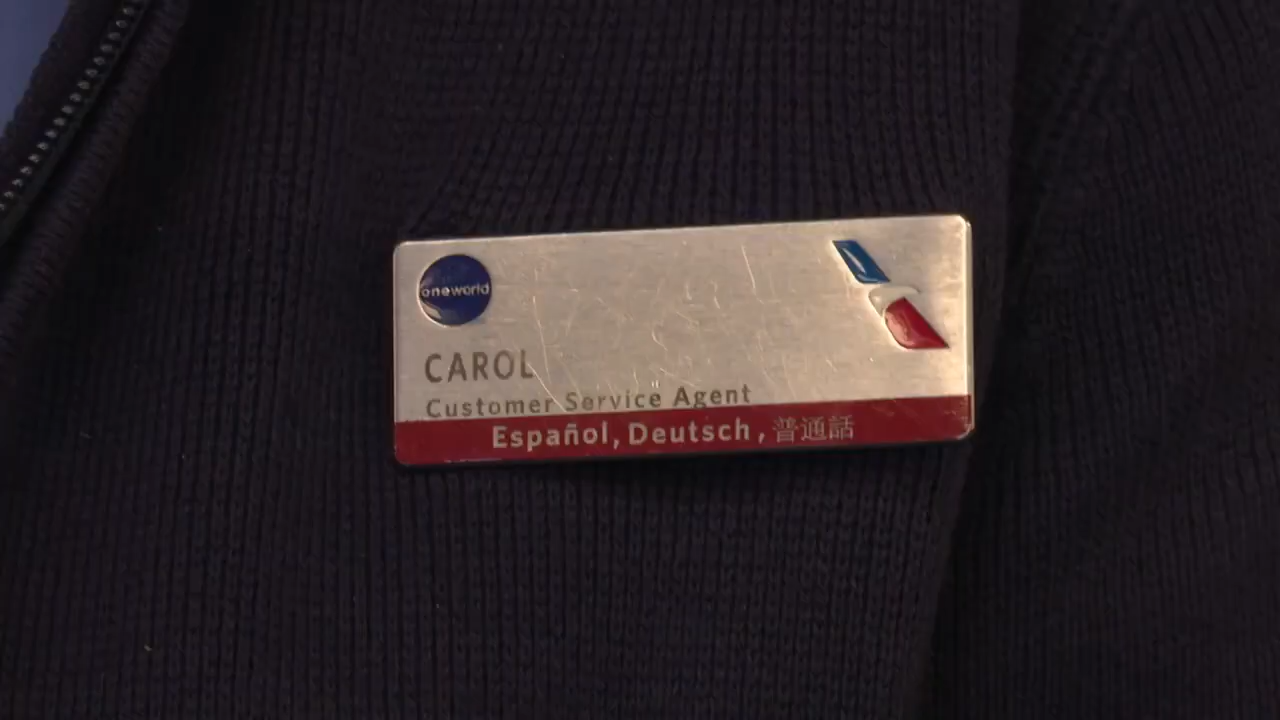 oneworld
CAROL
Customer Service Agent
Español, Deutsch, 普通話